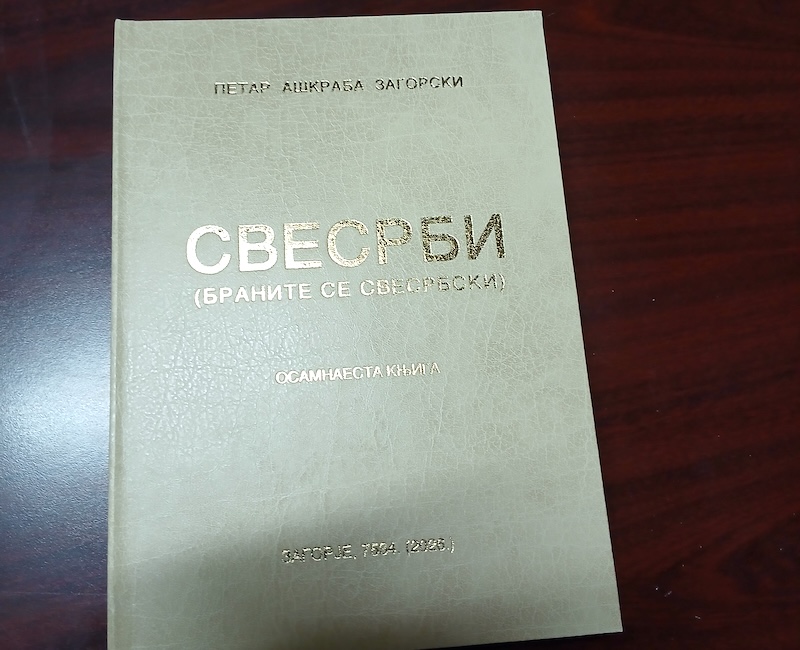 ПЕТАР АШКРАБА ЗАГОРСКИ
СВЕСРБИ
(БРАНИТЕ СЕ СВЕСРБСКИ)
ОСАМНАЕСТА КЊИГА
ЗАГОРЈЕ, 7534. (2026.)